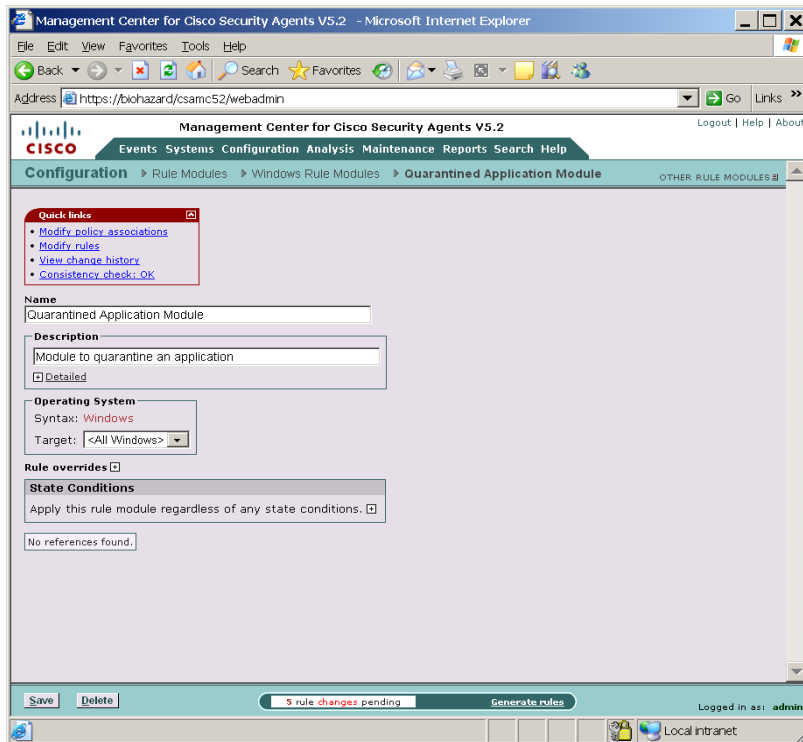 Management Center for Cisco Security Agents V5.2 - Microsoft Internet Explorer
File Edit View Favorites Tools Help
Back Search Favorites
Address https://biohazard/csamc52/webadmin Go Links »
CISCO
Management Center for Cisco Security Agents V5.2
Logout | Help | About
Events Systems Configuration Analysis Maintenance Reports Search Help
Configuration Rule Modules Windows Rule Modules Quarantined Application Module OTHER RULE MODULES
Quick links
• Modify policy associations
• Modify rules
• View change history
• Consistency check: OK
Name
Quarantined Application Module
Description
Module to quarantine an application
Detailed
Operating System
Syntax: Windows
Target: <All Windows>
Rule overrides
State Conditions
Apply this rule module regardless of any state conditions.
No references found.
Save Delete 5 rule changes pending Generate rules Logged in as: admin
Local intranet